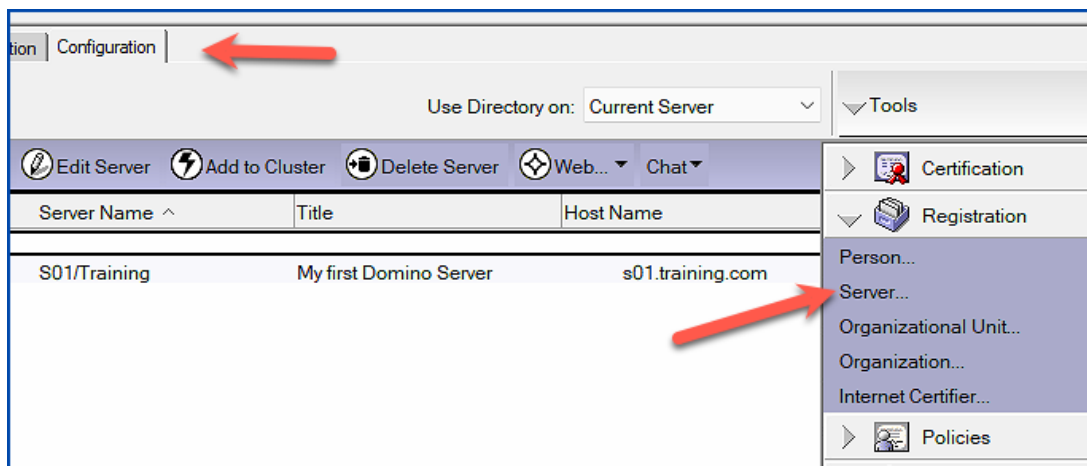 tion Configuration
Use Directory on: Current Server
Tools
Edit Server Add to Cluster Delete Server Web... Chat
Server Name Title Host Name
S01/Training My first Domino Server s01.training.com
Certification
Registration
Person...
Server...
Organizational Unit...
Organization...
Internet Certifier...
Policies